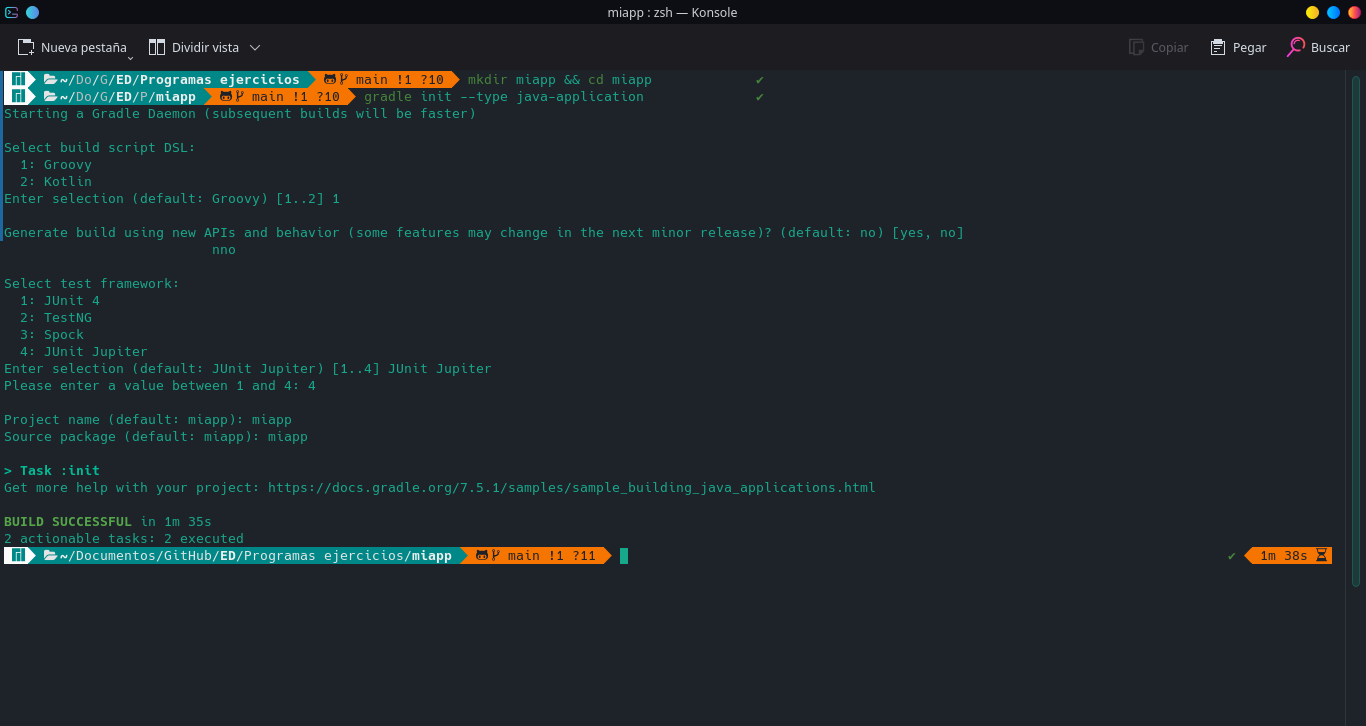 miapp : zsh — Konsole
Nueva pestaña Dividir vista Copiar Pegar Buscar
~/Do/G/ED/Programas ejercicios main !1 ?10 mkdir miapp && cd miapp ✔
~/Do/G/ED/P/miapp main !1 ?10 gradle init --type java-application ✔
Starting a Gradle Daemon (subsequent builds will be faster)
Select build script DSL:
1: Groovy
2: Kotlin
Enter selection (default: Groovy) [1..2] 1
Generate build using new APIs and behavior (some features may change in the next minor release)? (default: no) [yes, no]
nno
Select test framework:
1: JUnit 4
2: TestNG
3: Spock
4: JUnit Jupiter
Enter selection (default: JUnit Jupiter) [1..4] JUnit Jupiter
Please enter a value between 1 and 4: 4
Project name (default: miapp): miapp
Source package (default: miapp): miapp
> Task :init
Get more help with your project: https://docs.gradle.org/7.5.1/samples/sample_building_java_applications.html
BUILD SUCCESSFUL in 1m 35s
2 actionable tasks: 2 executed
~/Documentos/GitHub/ED/Programas ejercicios/miapp main !1 ?11 ✔ 1m 38s